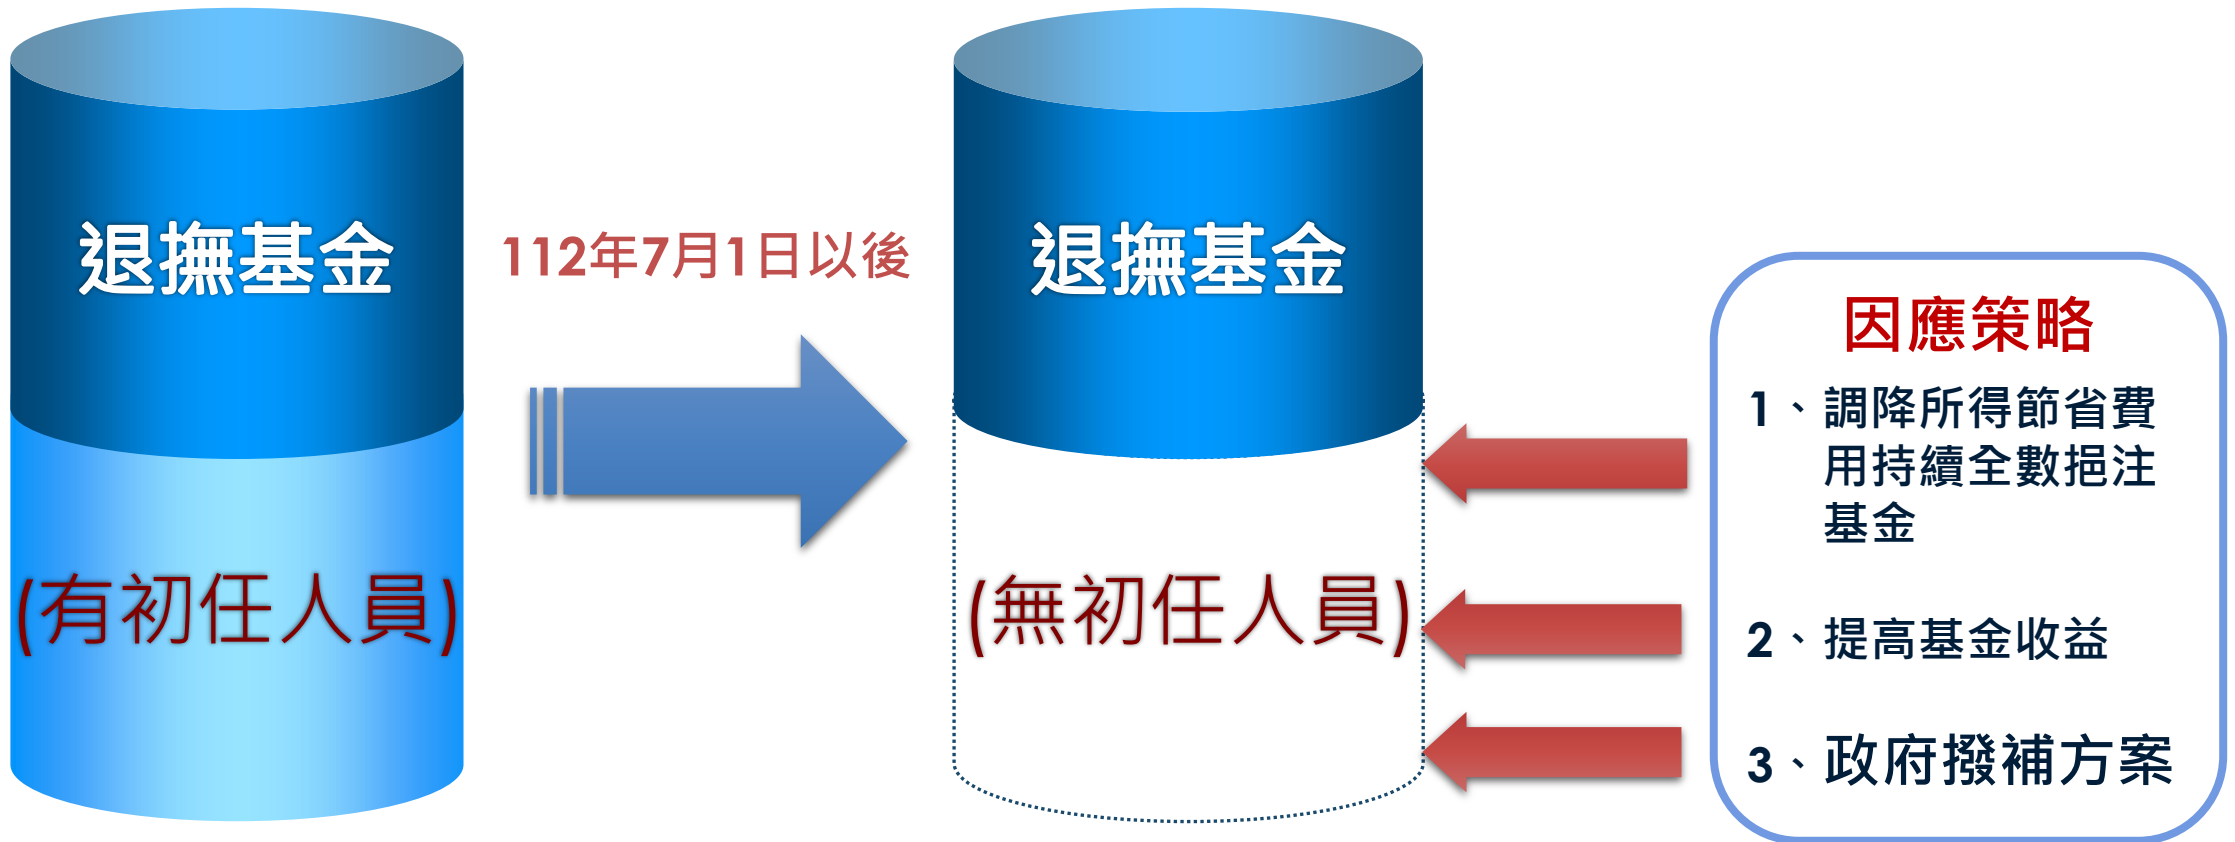 退撫基金
(有初任人員)
112年7月1日以後
退撫基金
(無初任人員)
因應策略
1、調降所得節省費
用持續全數挹注
基金
2、提高基金收益
3、政府撥補方案